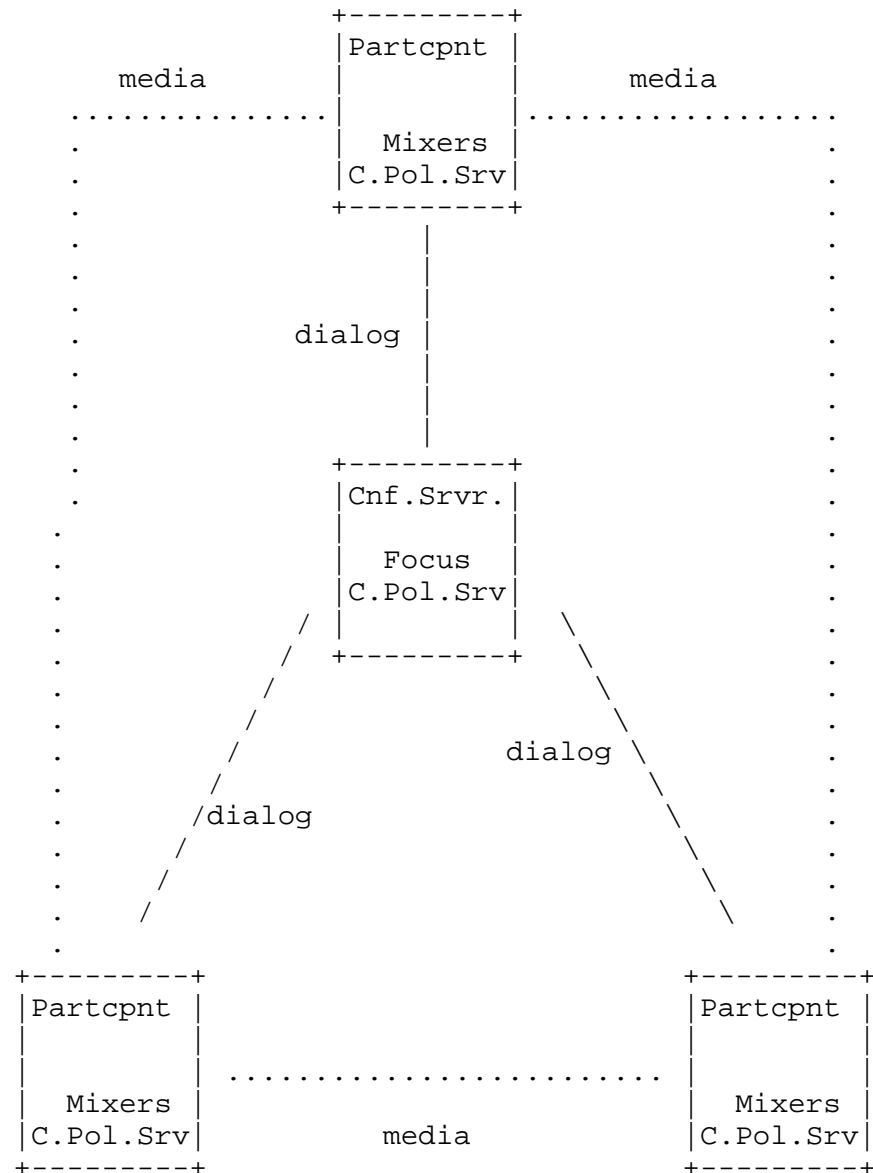 Partcpnt
media media
Mixers
C.Pol.Srv
dialog
Cnf.Srvr.
Focus
C.Pol.Srv
dialog
dialog
Partcpnt Partcpnt
Mixers Mixers
C.Pol.Srv media C.Pol.Srv